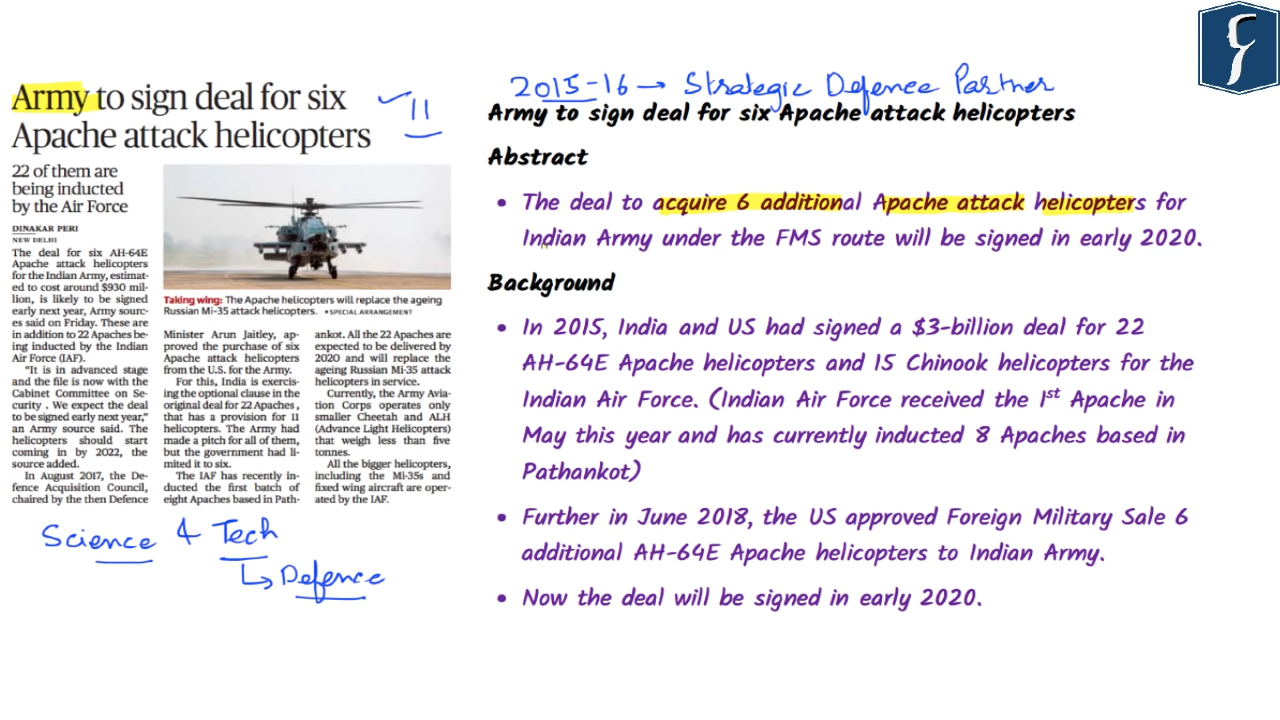 Army to sign deal for six
Apache attack helicopters
✓ 11
22 of them are
being inducted
by the Air Force
DINAKAR PERI
NEW DELHI
The deal for six AH-64E
Apache attack helicopters
for the Indian Army, estimat-
ed to cost around $930 mil-
lion, is likely to be signed
early next year, Army sourc-
es said on Friday. These are
in addition to 22 Apaches be-
ing inducted by the Indian
Air Force (IAF).
"It is in advanced stage
and the file is now with the
Cabinet Committee on Se-
curity . We expect the deal
to be signed early next year,"
an Army source said. The
helicopters should start
coming in by 2022, the
source added.
In August 2017, the De-
fence Acquisition Council,
chaired by the then Defence
Taking wing: The Apache helicopters will replace the ageing
Russian Mi-35 attack helicopters. •SPECIAL ARRANGEMENT
Minister Arun Jaitley, ap-
proved the purchase of six
Apache attack helicopters
from the U.S. for the Army.
For this, India is exercis-
ing the optional clause in the
original deal for 22 Apaches ,
that has a provision for 11
helicopters. The Army had
made a pitch for all of them,
but the government had li-
mited it to six.
The IAF has recently in-
ducted the first batch of
eight Apaches based in Path-
ankot. All the 22 Apaches are
expected to be delivered by
2020 and will replace the
ageing Russian Mi-35 attack
helicopters in service.
Currently, the Army Avia-
tion Corps operates only
smaller Cheetah and ALH
(Advance Light Helicopters)
that weigh less than five
tonnes.
All the bigger helicopters,
including the Mi-35s and
fixed wing aircraft are oper-
ated by the IAF.
Science & Tech
↳ Defence
2015-16 → Strategic Defence Partner
Army to sign deal for six Apache attack helicopters
Abstract
• The deal to acquire 6 additional Apache attack helicopters for
Indian Army under the FMS route will be signed in early 2020.
Background
• In 2015, India and US had signed a $3-billion deal for 22
AH-64E Apache helicopters and 15 Chinook helicopters for the
Indian Air Force. (Indian Air Force received the 1st Apache in
May this year and has currently inducted 8 Apaches based in
Pathankot)
• Further in June 2018, the US approved Foreign Military Sale 6
additional AH-64E Apache helicopters to Indian Army.
• Now the deal will be signed in early 2020.